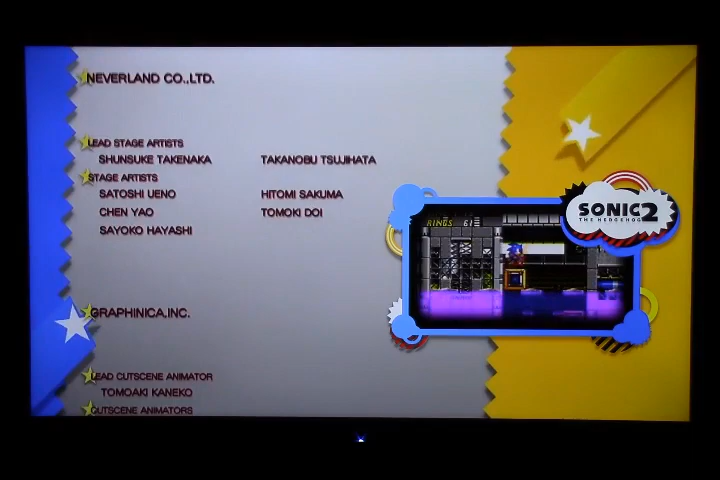 NEVERLAND CO.,LTD.
LEAD STAGE ARTISTS
SHUNSUKE TAKENAKA TAKANOBU TSUJIHATA
STAGE ARTISTS
SATOSHI UENO HITOMI SAKUMA
CHEN YAO TOMOKI DOI
SAYOKO HAYASHI
GRAPHINICA,INC.
LEAD CUTSCENE ANIMATOR
TOMOAKI KANEKO
CUTSCENE ANIMATORS
RINGS 61
SONIC 2
THE HEDGEHOG